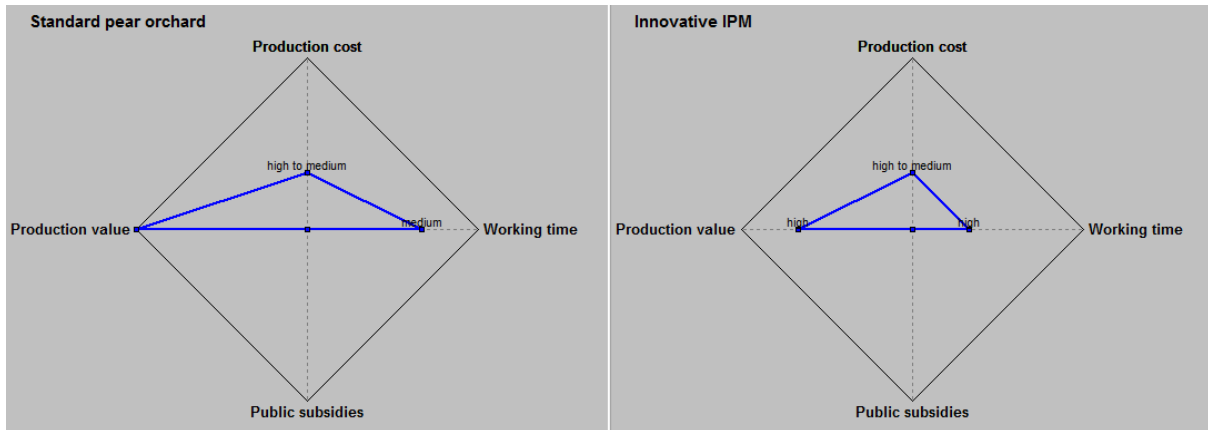 Standard pear orchard
Production cost
high to medium
Production value
medium
Working time
Public subsidies
Innovative IPM
Production cost
high to medium
Production value
high
high
Working time
Public subsidies